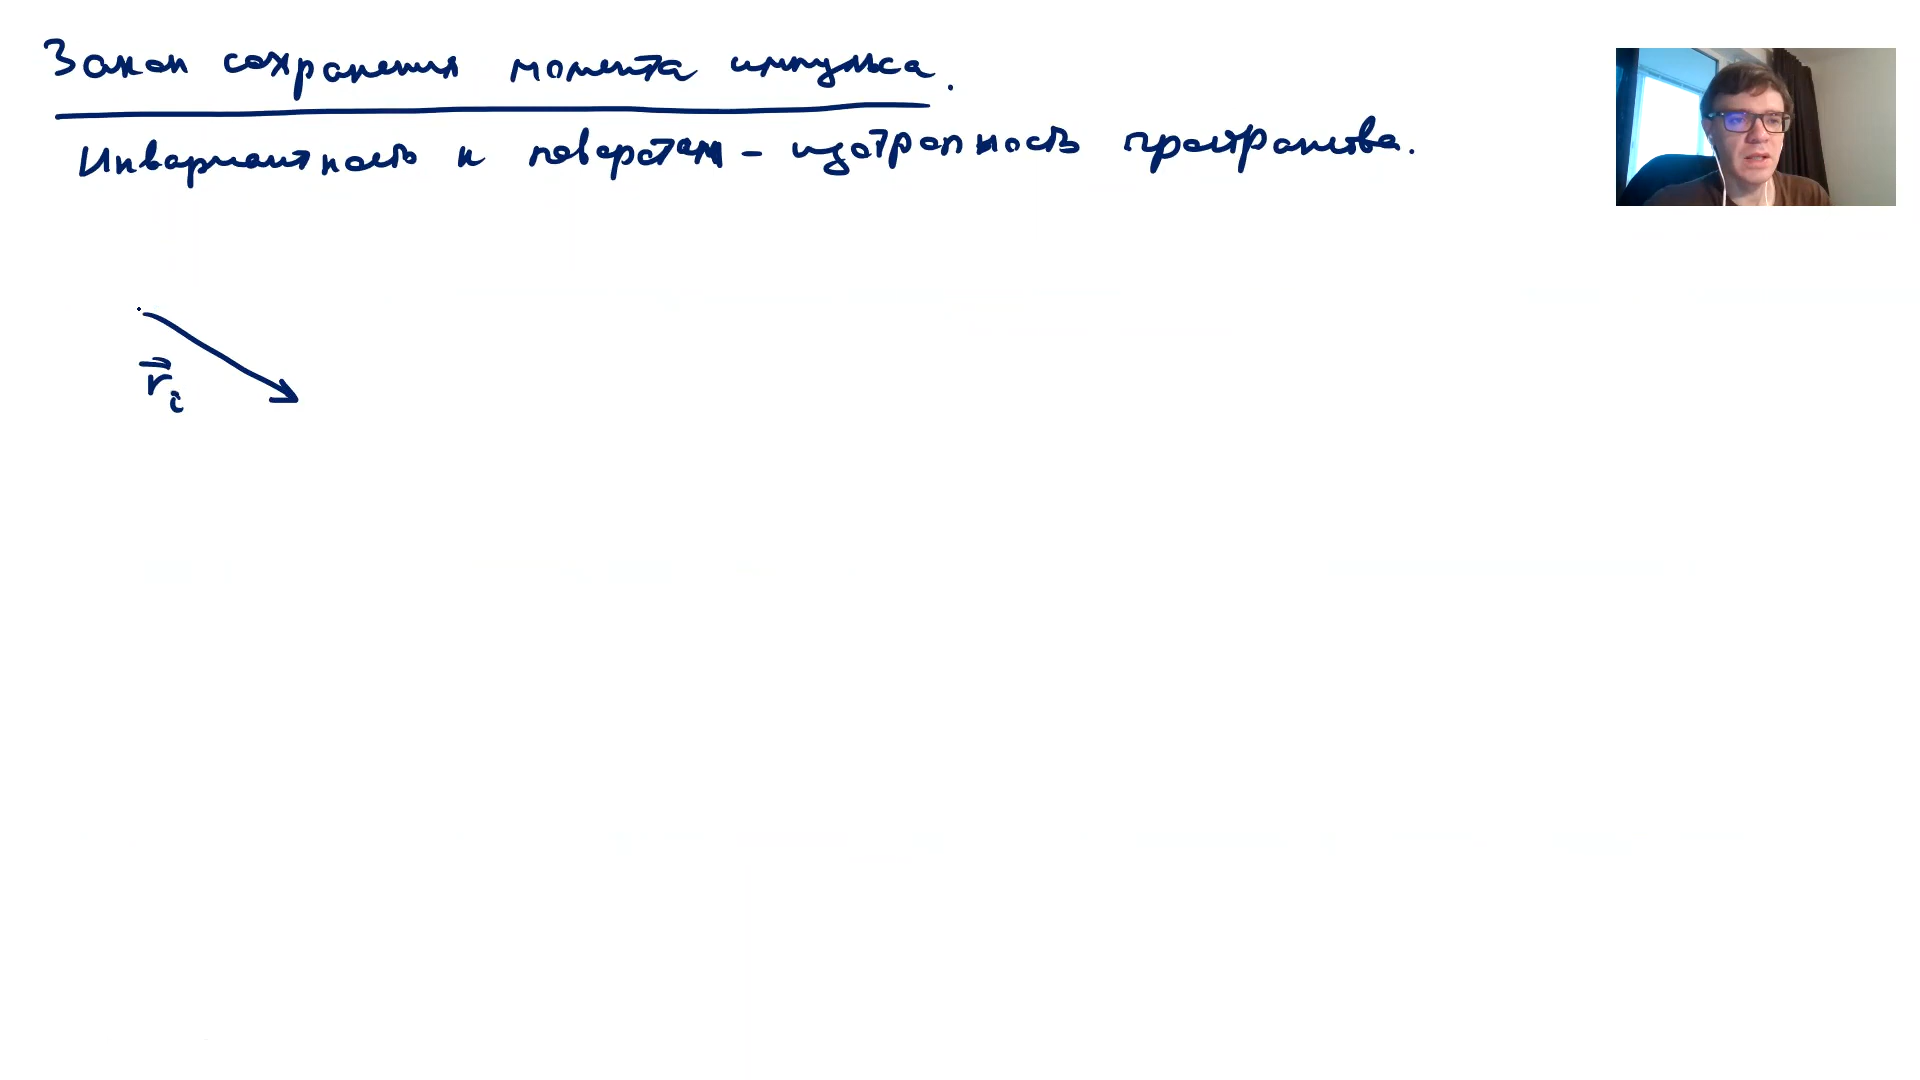 Закон сохранения момента импульса.
Инвариантность к поворотам - изотропность пространства.
r⃗ᵢ